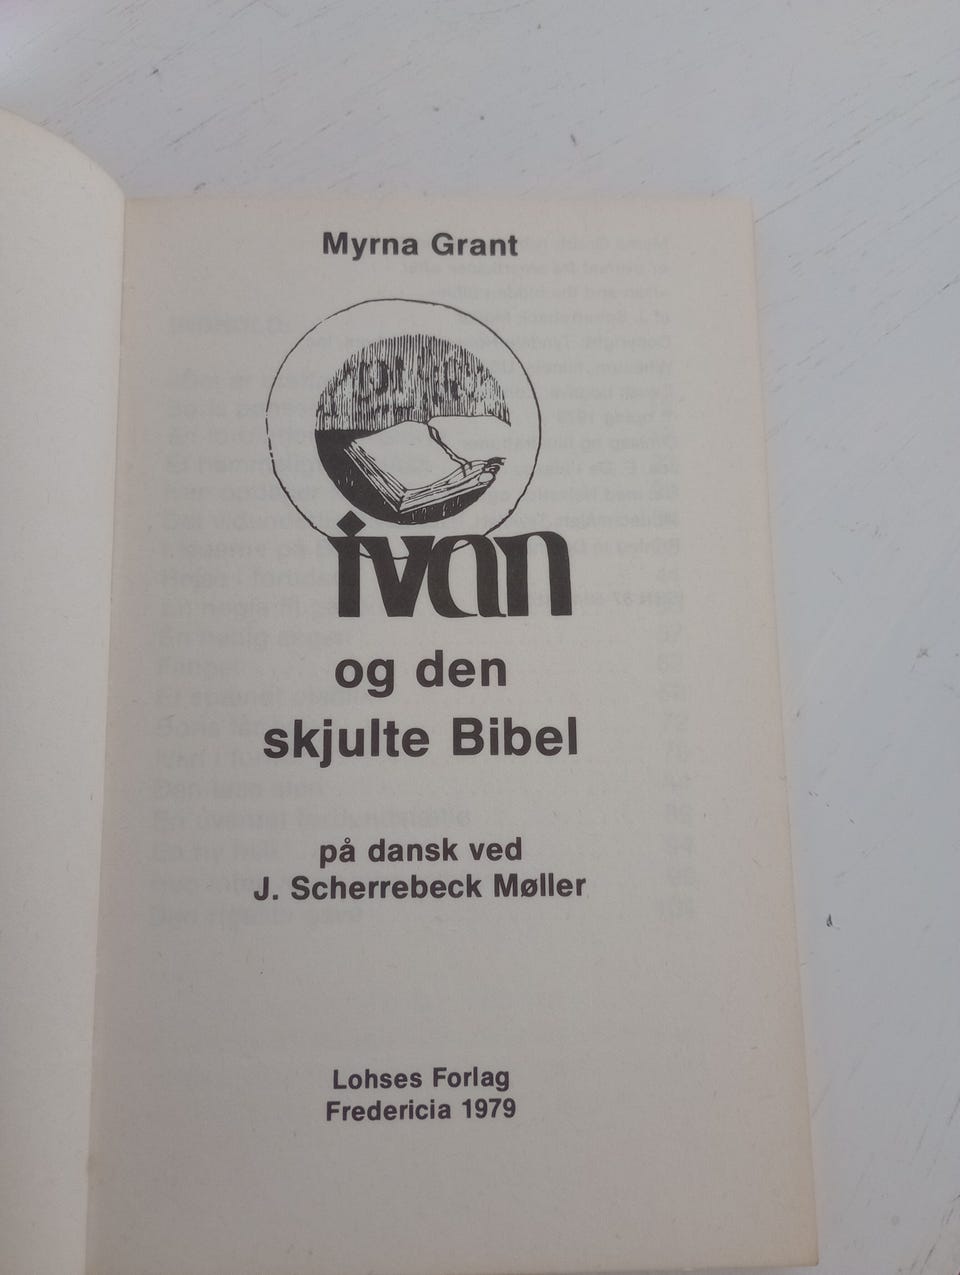 Myrna Grant
ivan
og den
skjulte Bibel
på dansk ved
J. Scherrebeck Møller
Lohses Forlag
Fredericia 1979